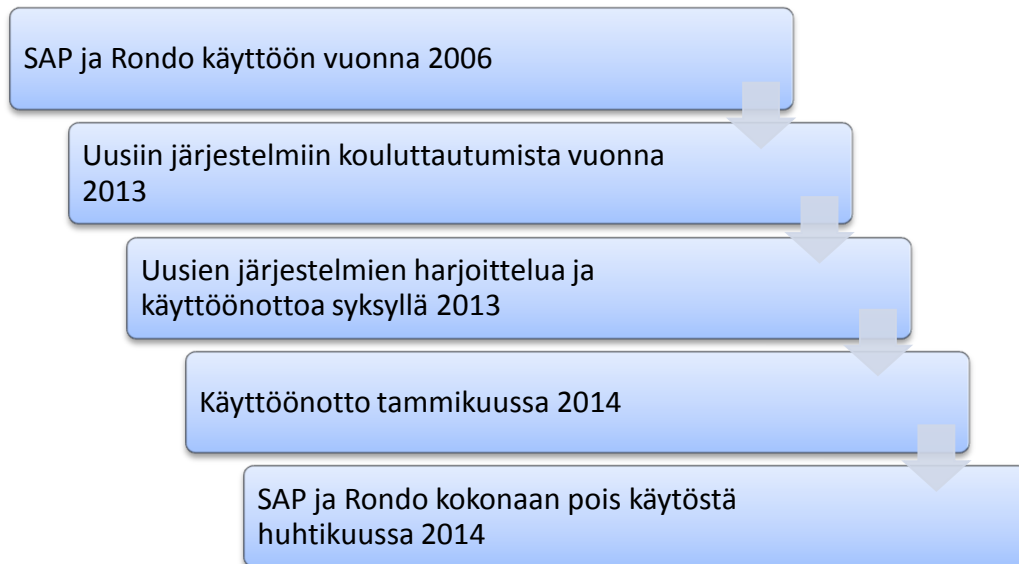 SAP ja Rondo käyttöön vuonna 2006
Uusiin järjestelmiin kouluttautumista vuonna
2013
Uusien järjestelmien harjoittelua ja
käyttöönottoa syksyllä 2013
Käyttöönotto tammikuussa 2014
SAP ja Rondo kokonaan pois käytöstä
huhtikuussa 2014